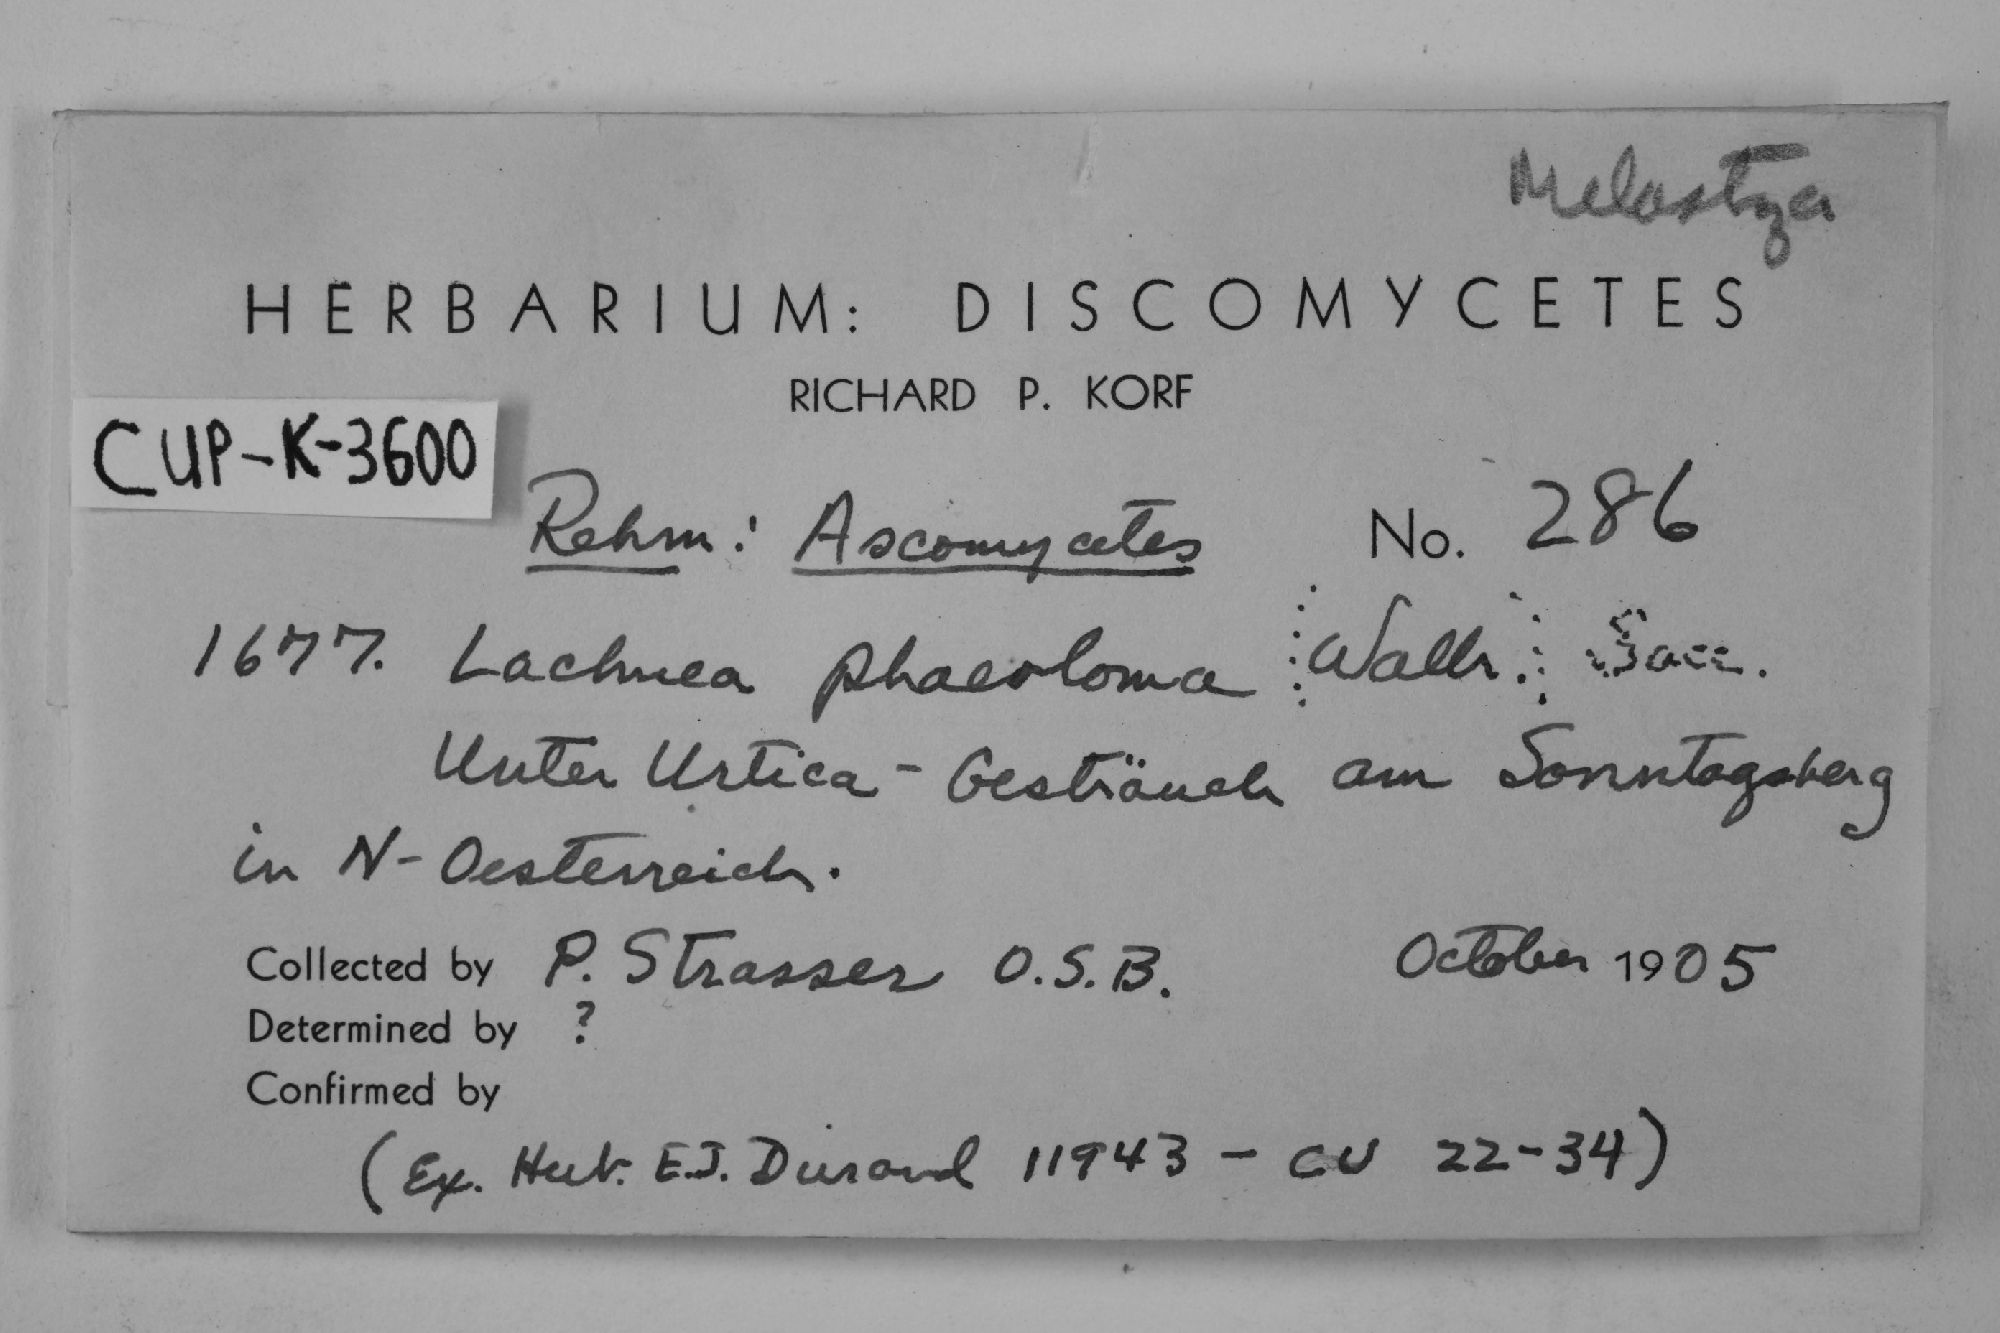 Melastiza
HERBARIUM: DISCOMYCETES
RICHARD P. KORF
CUP-K-3600
Rehm: Ascomycetes No. 286
1677. Lachnea phaeoloma (Wallr.) Sacc.
Unter Urtica-Gesträuch am Sonntagsberg
in N-Oesterreich.
Collected by P. Strasser O.S.B. October 1905
Determined by ?
Confirmed by
(Ex. Herb. E.J. Durand 11943 - CU 22-34)